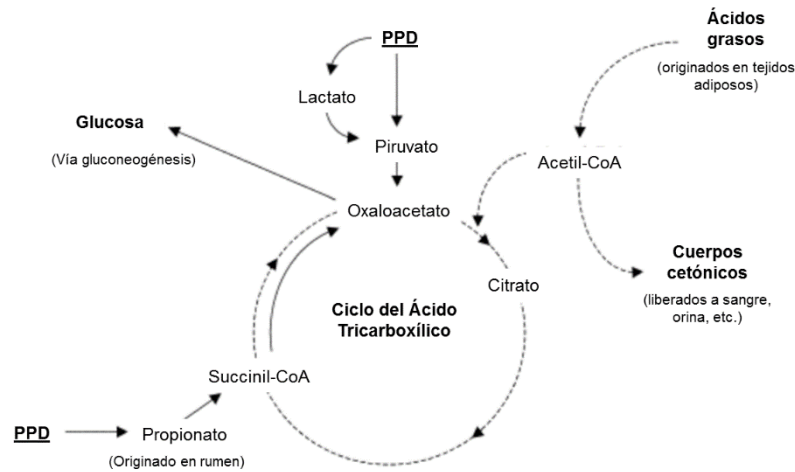 PPD
Ácidos
grasos
(originados en tejidos
adiposos)
Lactato
Glucosa
(Vía gluconeogénesis)
Piruvato
Acetil-CoA
Oxaloacetato
Cuerpos
cetónicos
(liberados a sangre,
orina, etc.)
Citrato
Ciclo del Ácido
Tricarboxílico
Succinil-CoA
PPD
Propionato
(Originado en rumen)